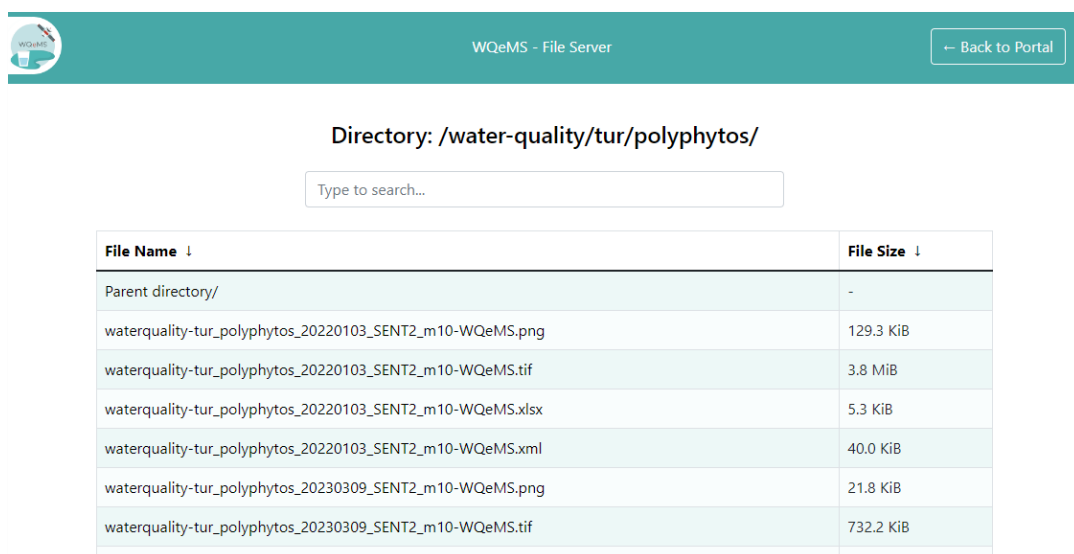 WQeMS
WQeMS - File Server
← Back to Portal
Directory: /water-quality/tur/polyphytos/
Type to search...
File Name ↓ File Size ↓
Parent directory/ -
waterquality-tur_polyphytos_20220103_SENT2_m10-WQeMS.png 129.3 KiB
waterquality-tur_polyphytos_20220103_SENT2_m10-WQeMS.tif 3.8 MiB
waterquality-tur_polyphytos_20220103_SENT2_m10-WQeMS.xlsx 5.3 KiB
waterquality-tur_polyphytos_20220103_SENT2_m10-WQeMS.xml 40.0 KiB
waterquality-tur_polyphytos_20230309_SENT2_m10-WQeMS.png 21.8 KiB
waterquality-tur_polyphytos_20230309_SENT2_m10-WQeMS.tif 732.2 KiB